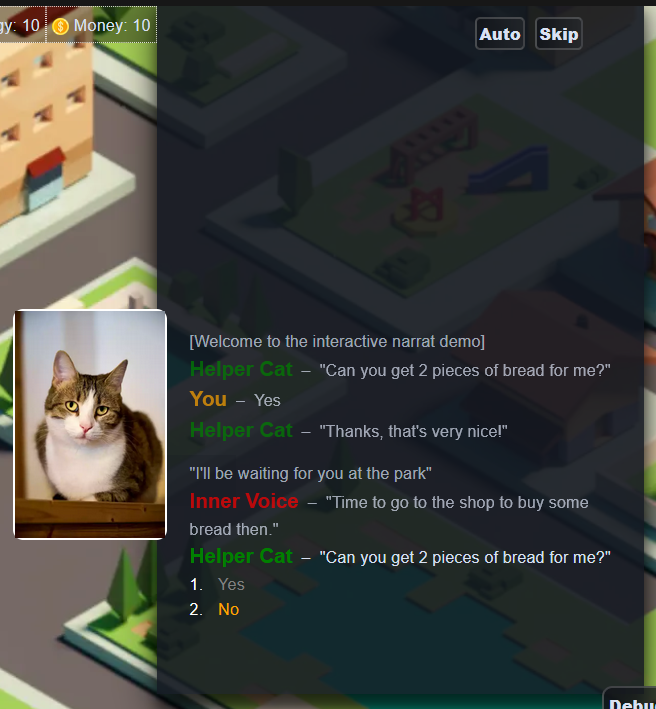 gy: 10 Money: 10
Auto Skip
[Welcome to the interactive narrat demo]
Helper Cat – "Can you get 2 pieces of bread for me?"
You – Yes
Helper Cat – "Thanks, that's very nice!"
"I'll be waiting for you at the park"
Inner Voice – "Time to go to the shop to buy some
bread then."
Helper Cat – "Can you get 2 pieces of bread for me?"
1. Yes
2. No
Debu